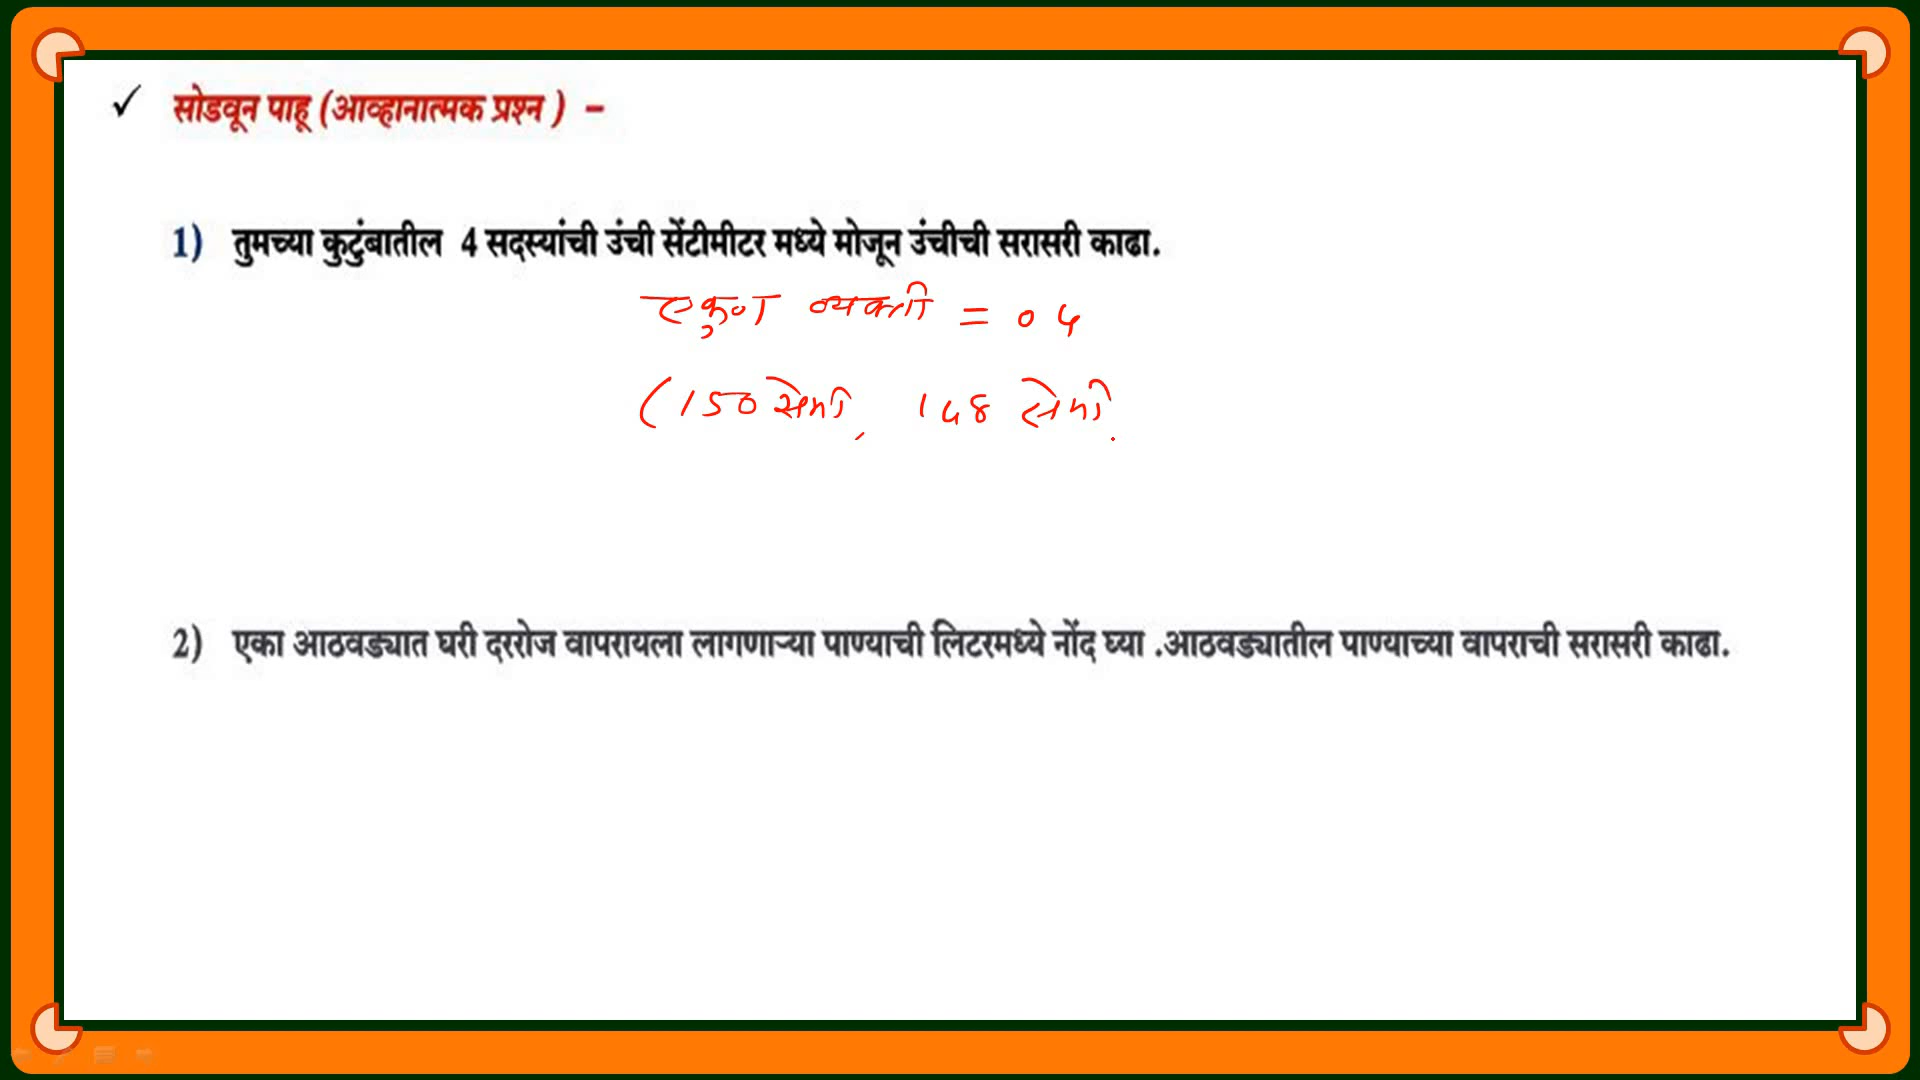 ✓ सोडवून पाहू (आव्हानात्मक प्रश्न ) –
1) तुमच्या कुटुंबातील 4 सदस्यांची उंची सेंटीमीटर मध्ये मोजून उंचीची सरासरी काढा.
एकुण व्यक्ती = 04
(150 सेमी, 148 सेमी.
2) एका आठवड्यात घरी दररोज वापरायला लागणाऱ्या पाण्याची लिटरमध्ये नोंद घ्या .आठवड्यातील पाण्याच्या वापराची सरासरी काढा.